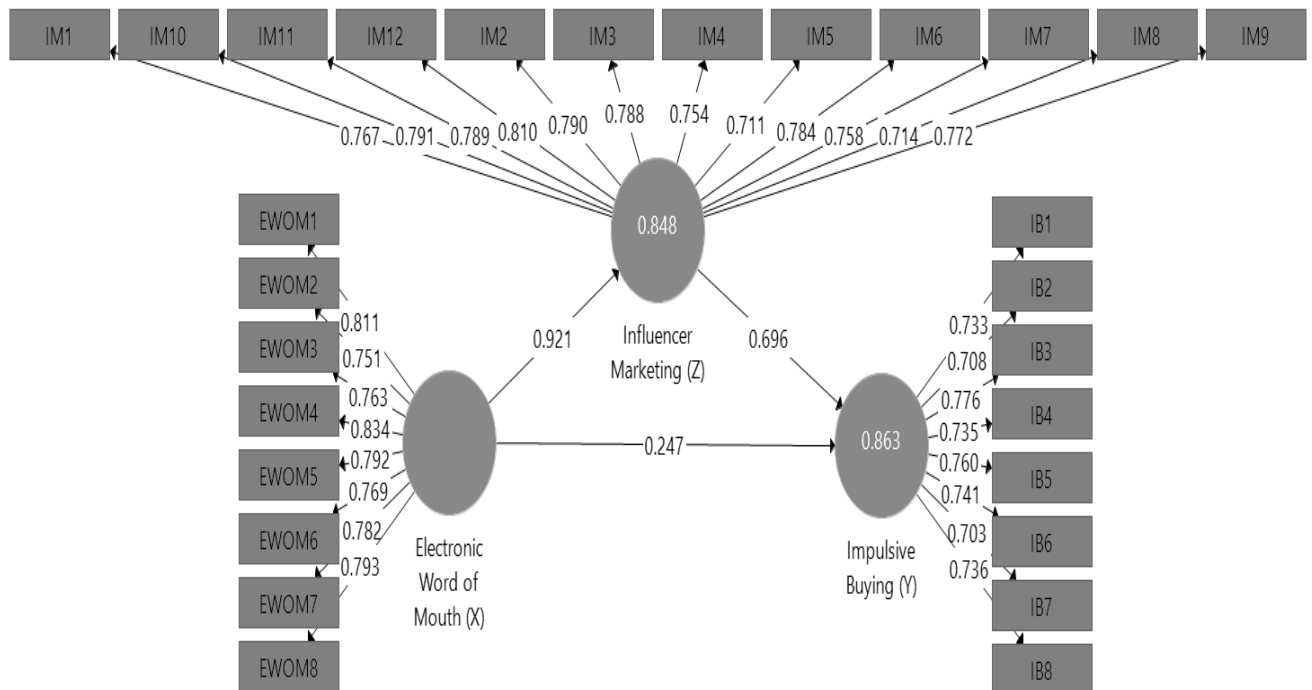 IM1 IM10 IM11 IM12 IM2 IM3 IM4 IM5 IM6 IM7 IM8 IM9
0.767 0.791 0.789 0.810 0.790 0.788 0.754 0.711 0.784 0.758 0.714 0.772
0.848
Influencer
Marketing (Z)
EWOM1
EWOM2
EWOM3
EWOM4
EWOM5
EWOM6
EWOM7
EWOM8
0.811
0.751
0.763
0.834
0.792
0.769
0.782
0.793
Electronic
Word of
Mouth (X)
0.921
0.696
0.247
0.863
Impulsive
Buying (Y)
0.733
0.708
0.776
0.735
0.760
0.741
0.703
0.736
IB1
IB2
IB3
IB4
IB5
IB6
IB7
IB8